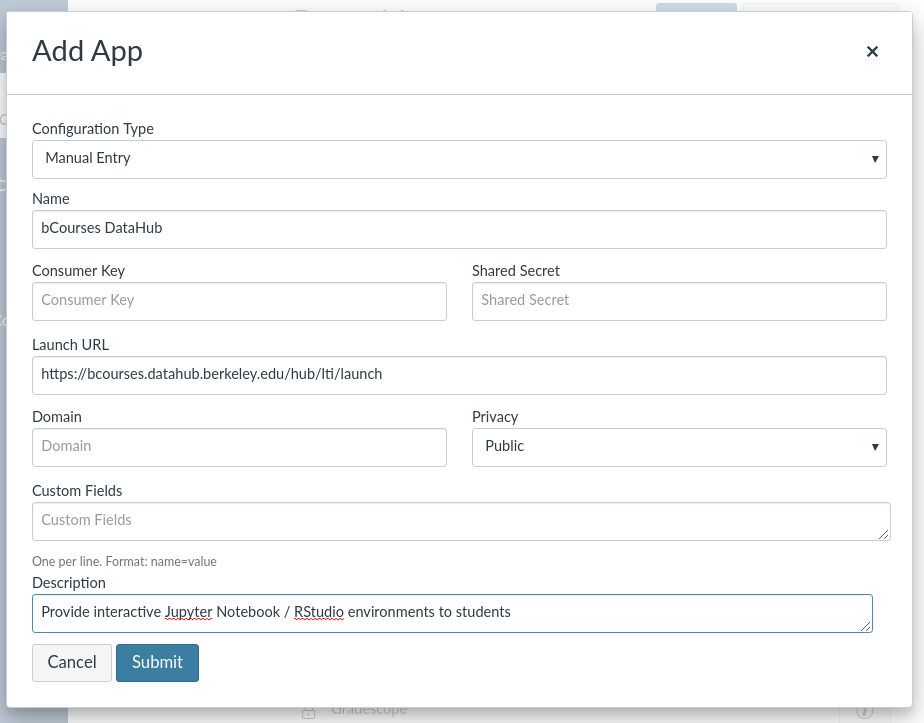 Add App
×
Configuration Type
Manual Entry
Name
bCourses DataHub
Consumer Key
Shared Secret
Consumer Key
Shared Secret
Launch URL
https://bcourses.datahub.berkeley.edu/hub/lti/launch
Domain
Privacy
Domain
Public
Custom Fields
Custom Fields
One per line. Format: name=value
Description
Provide interactive Jupyter Notebook / RStudio environments to students
Cancel
Submit
Gradescope